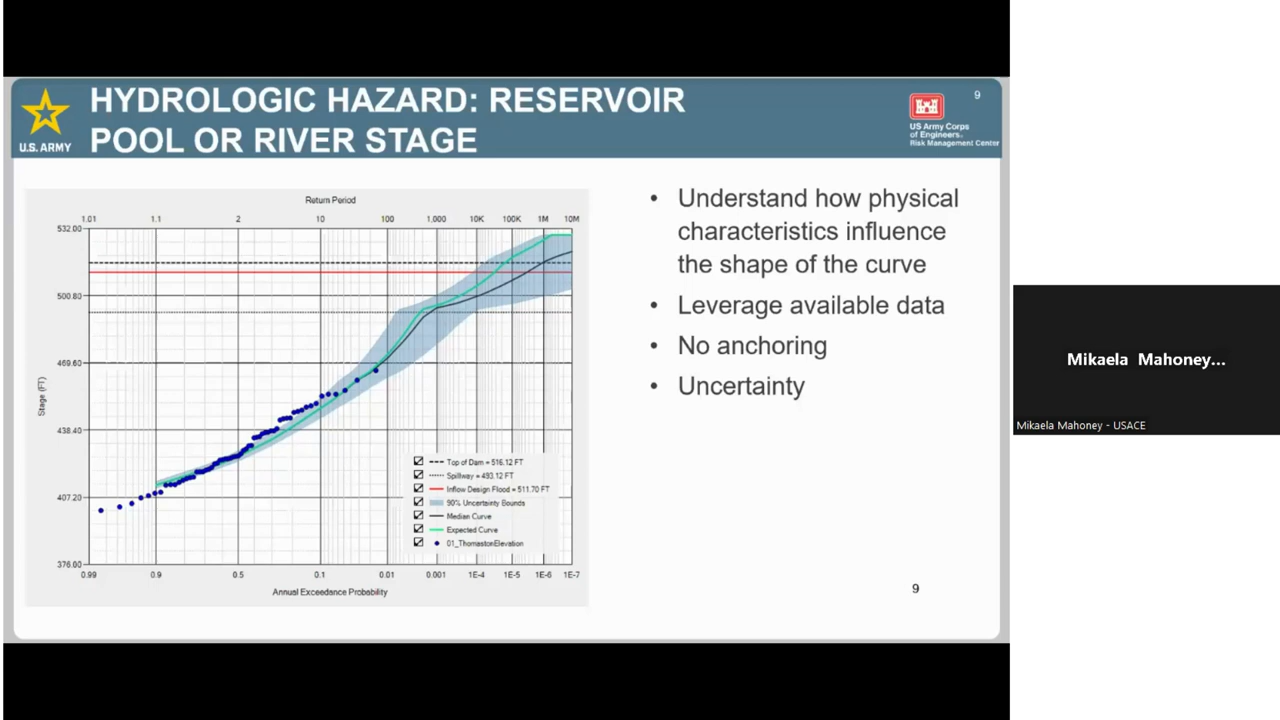 HYDROLOGIC HAZARD: RESERVOIR
POOL OR RIVER STAGE
U.S. ARMY
9
US Army Corps
of Engineers.
Risk Management Center
Return Period
1.01 1.1 2 10 100 1,000 10K 100K 1M 10M
532.00
500.80
469.60
438.40
407.20
376.00
Stage (FT)
Top of Dam = 516.12 FT
Spillway = 493.12 FT
Inflow Design Flood = 511.70 FT
90% Uncertainty Bounds
Median Curve
Expected Curve
01_ThomastonElevation
0.99 0.9 0.5 0.1 0.01 0.001 1E-4 1E-5 1E-6 1E-7
Annual Exceedance Probability
• Understand how physical
characteristics influence
the shape of the curve
• Leverage available data
• No anchoring
• Uncertainty
9
Mikaela Mahoney...
Mikaela Mahoney - USACE